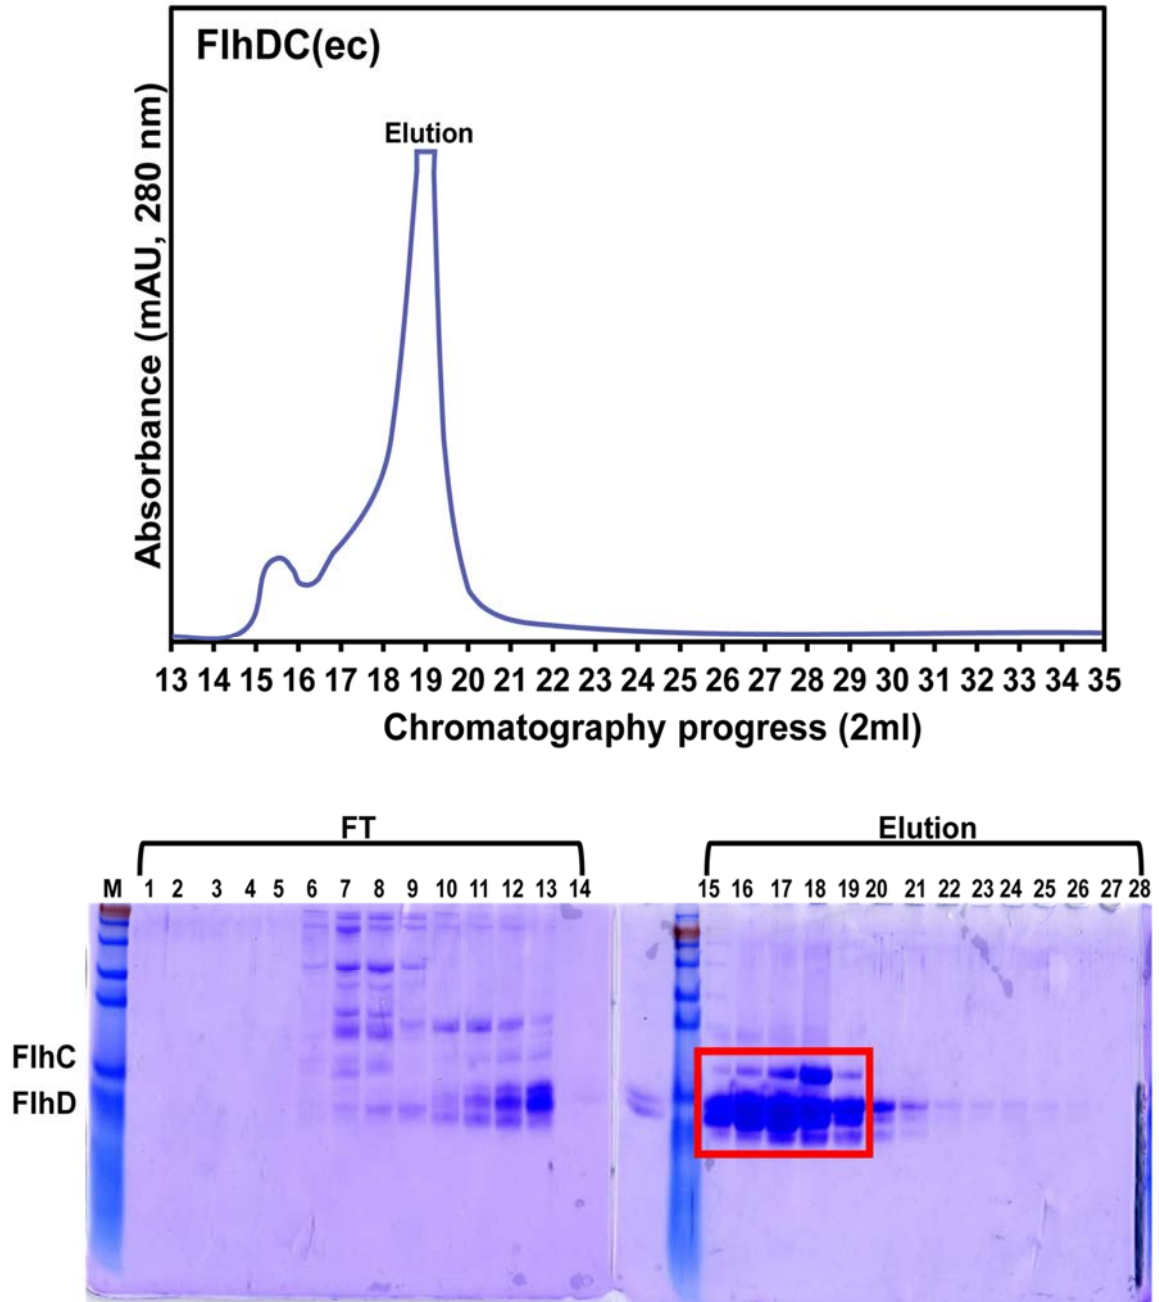 FlhDC(ec)
Elution
Absorbance (mAU, 280 nm)
13 14 15 16 17 18 19 20 21 22 23 24 25 26 27 28 29 30 31 32 33 34 35
Chromatography progress (2ml)
FT Elution
M 1 2 3 4 5 6 7 8 9 10 11 12 13 14 15 16 17 18 19 20 21 22 23 24 25 26 27 28
FlhC
FlhD